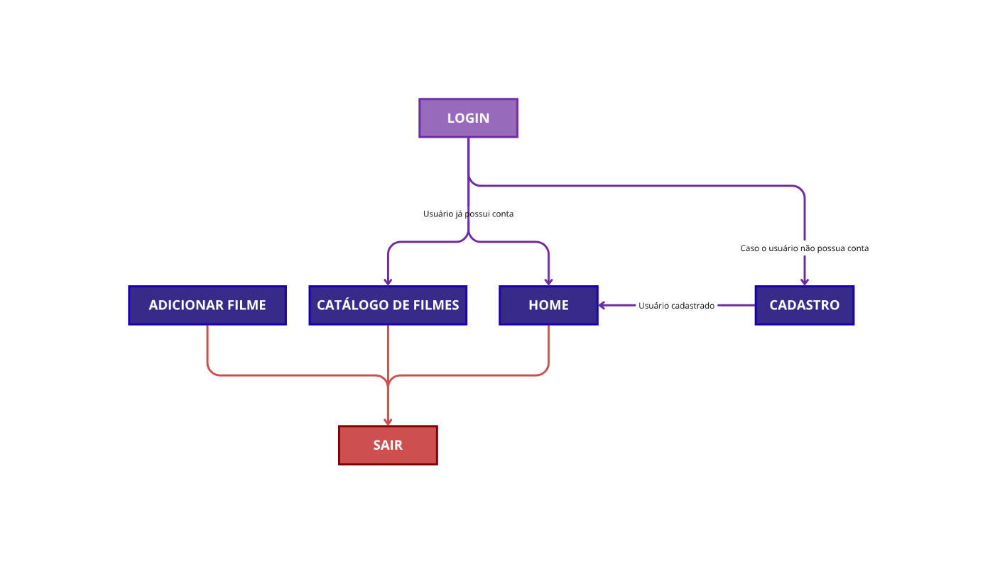 LOGIN
Usuário já possui conta
Caso o usuário não possua conta
ADICIONAR FILME
CATÁLOGO DE FILMES
HOME
Usuário cadastrado
CADASTRO
SAIR